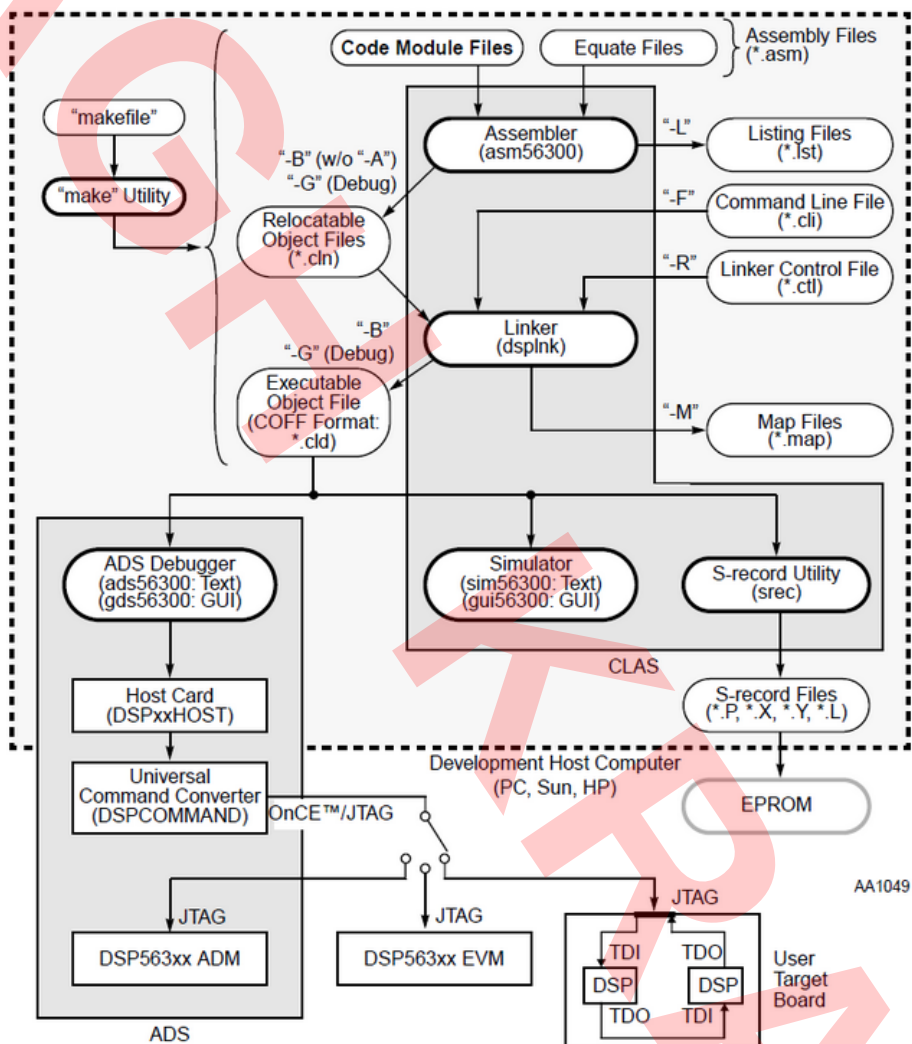 Code Module Files
Equate Files
Assembly Files
(*.asm)
"makefile"
"make" Utility
Assembler
(asm56300)
"-L"
Listing Files
(*.lst)
"-B" (w/o "-A")
"-G" (Debug)
Relocatable
Object Files
(*.cln)
"-F"
Command Line File
(*.cli)
"-R"
Linker Control File
(*.ctl)
Linker
(dsplnk)
"-B"
"-G" (Debug)
Executable
Object File
(COFF Format:
*.cld)
"-M"
Map Files
(*.map)
ADS Debugger
(ads56300: Text)
(gds56300: GUI)
Simulator
(sim56300: Text)
(gui56300: GUI)
S-record Utility
(srec)
CLAS
Host Card
(DSPxxHOST)
S-record Files
(*.P, *.X, *.Y, *.L)
Development Host Computer
(PC, Sun, HP)
Universal
Command Converter
(DSPCOMMAND)
OnCE™/JTAG
EPROM
AA1049
JTAG
JTAG
JTAG
DSP563xx ADM
DSP563xx EVM
TDI
TDO
DSP
DSP
TDO
TDI
User
Target
Board
ADS